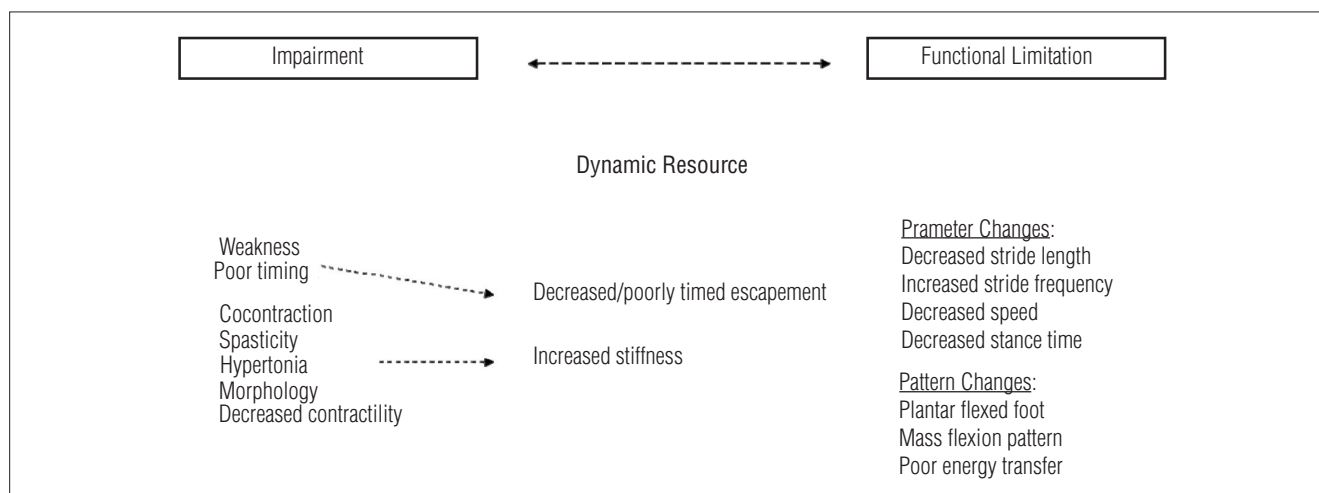 Impairment
Functional Limitation
Dynamic Resource
Weakness
Poor timing
Cocontraction
Spasticity
Hypertonia
Morphology
Decreased contractility
Decreased/poorly timed escapement
Increased stiffness
Prameter Changes:
Decreased stride length
Increased stride frequency
Decreased speed
Decreased stance time
Pattern Changes:
Plantar flexed foot
Mass flexion pattern
Poor energy transfer